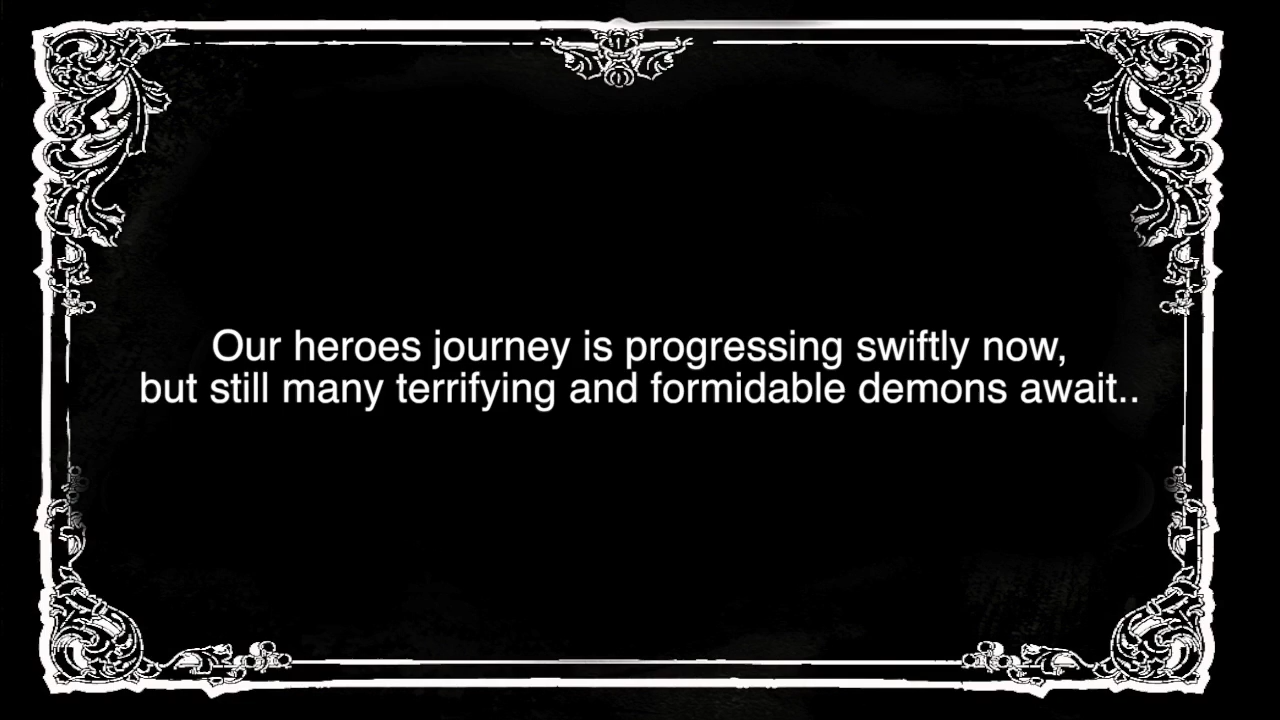 Our heroes journey is progressing swiftly now,
but still many terrifying and formidable demons await..